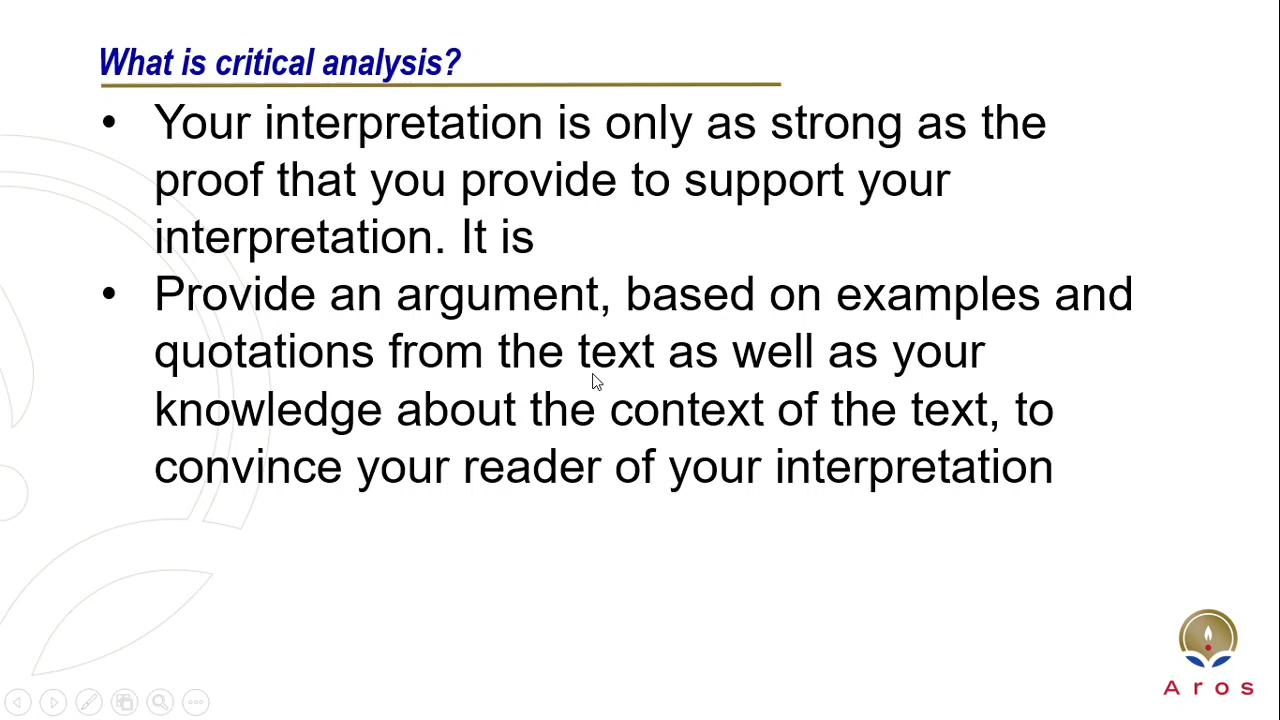 What is critical analysis?
• Your interpretation is only as strong as the
proof that you provide to support your
interpretation. It is
• Provide an argument, based on examples and
quotations from the text as well as your
knowledge about the context of the text, to
convince your reader of your interpretation
Aros